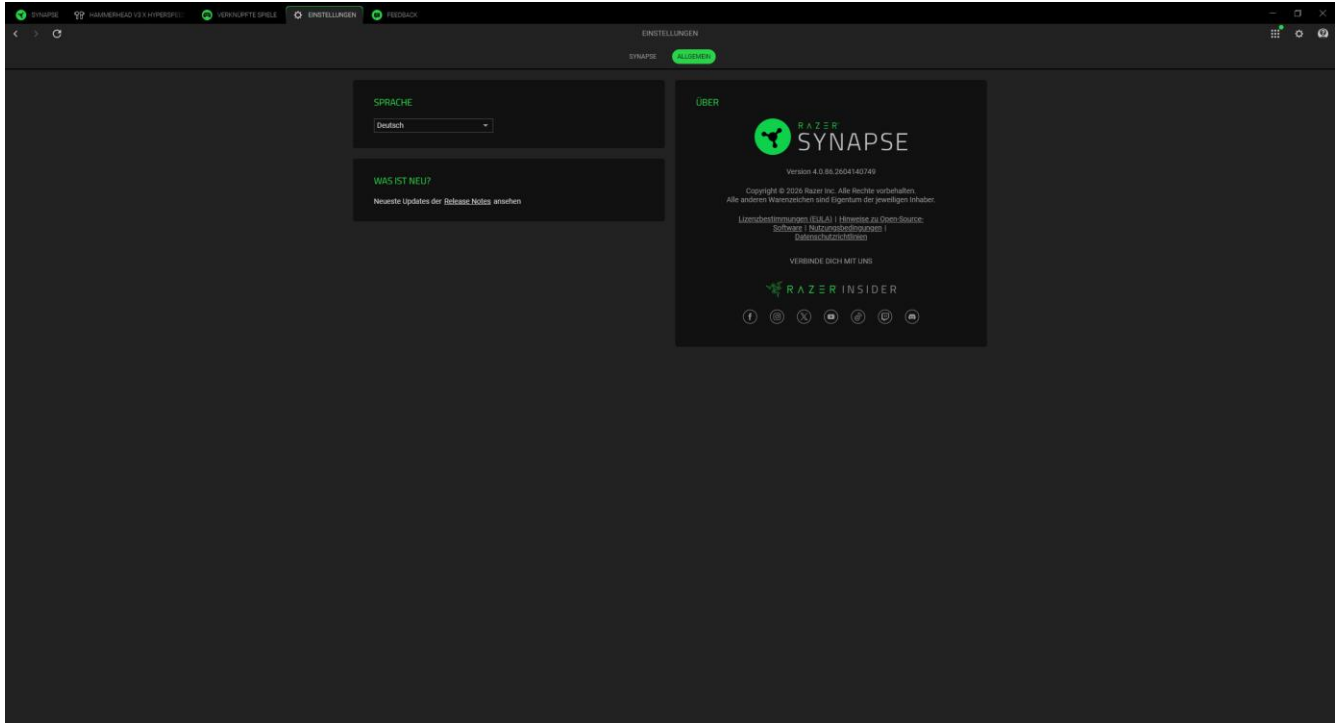 SYNAPSE
HAMMERHEAD V3 X HYPERSPEE
VERKNÜPFTE SPIELE
EINSTELLUNGEN
FEEDBACK
EINSTELLUNGEN
SYNAPSE
ALLGEMEIN
SPRACHE
Deutsch
WAS IST NEU?
Neueste Updates der Release Notes ansehen
ÜBER
RAZER
SYNAPSE
Version 4.0.86.2604140749
Copyright © 2026 Razer Inc. Alle Rechte vorbehalten.
Alle anderen Warenzeichen sind Eigentum der jeweiligen Inhaber.
Lizenzbestimmungen (EULA) | Hinweise zu Open-Source-
Software | Nutzungsbedingungen |
Datenschutzrichtlinien
VERBINDE DICH MIT UNS
RAZER INSIDER